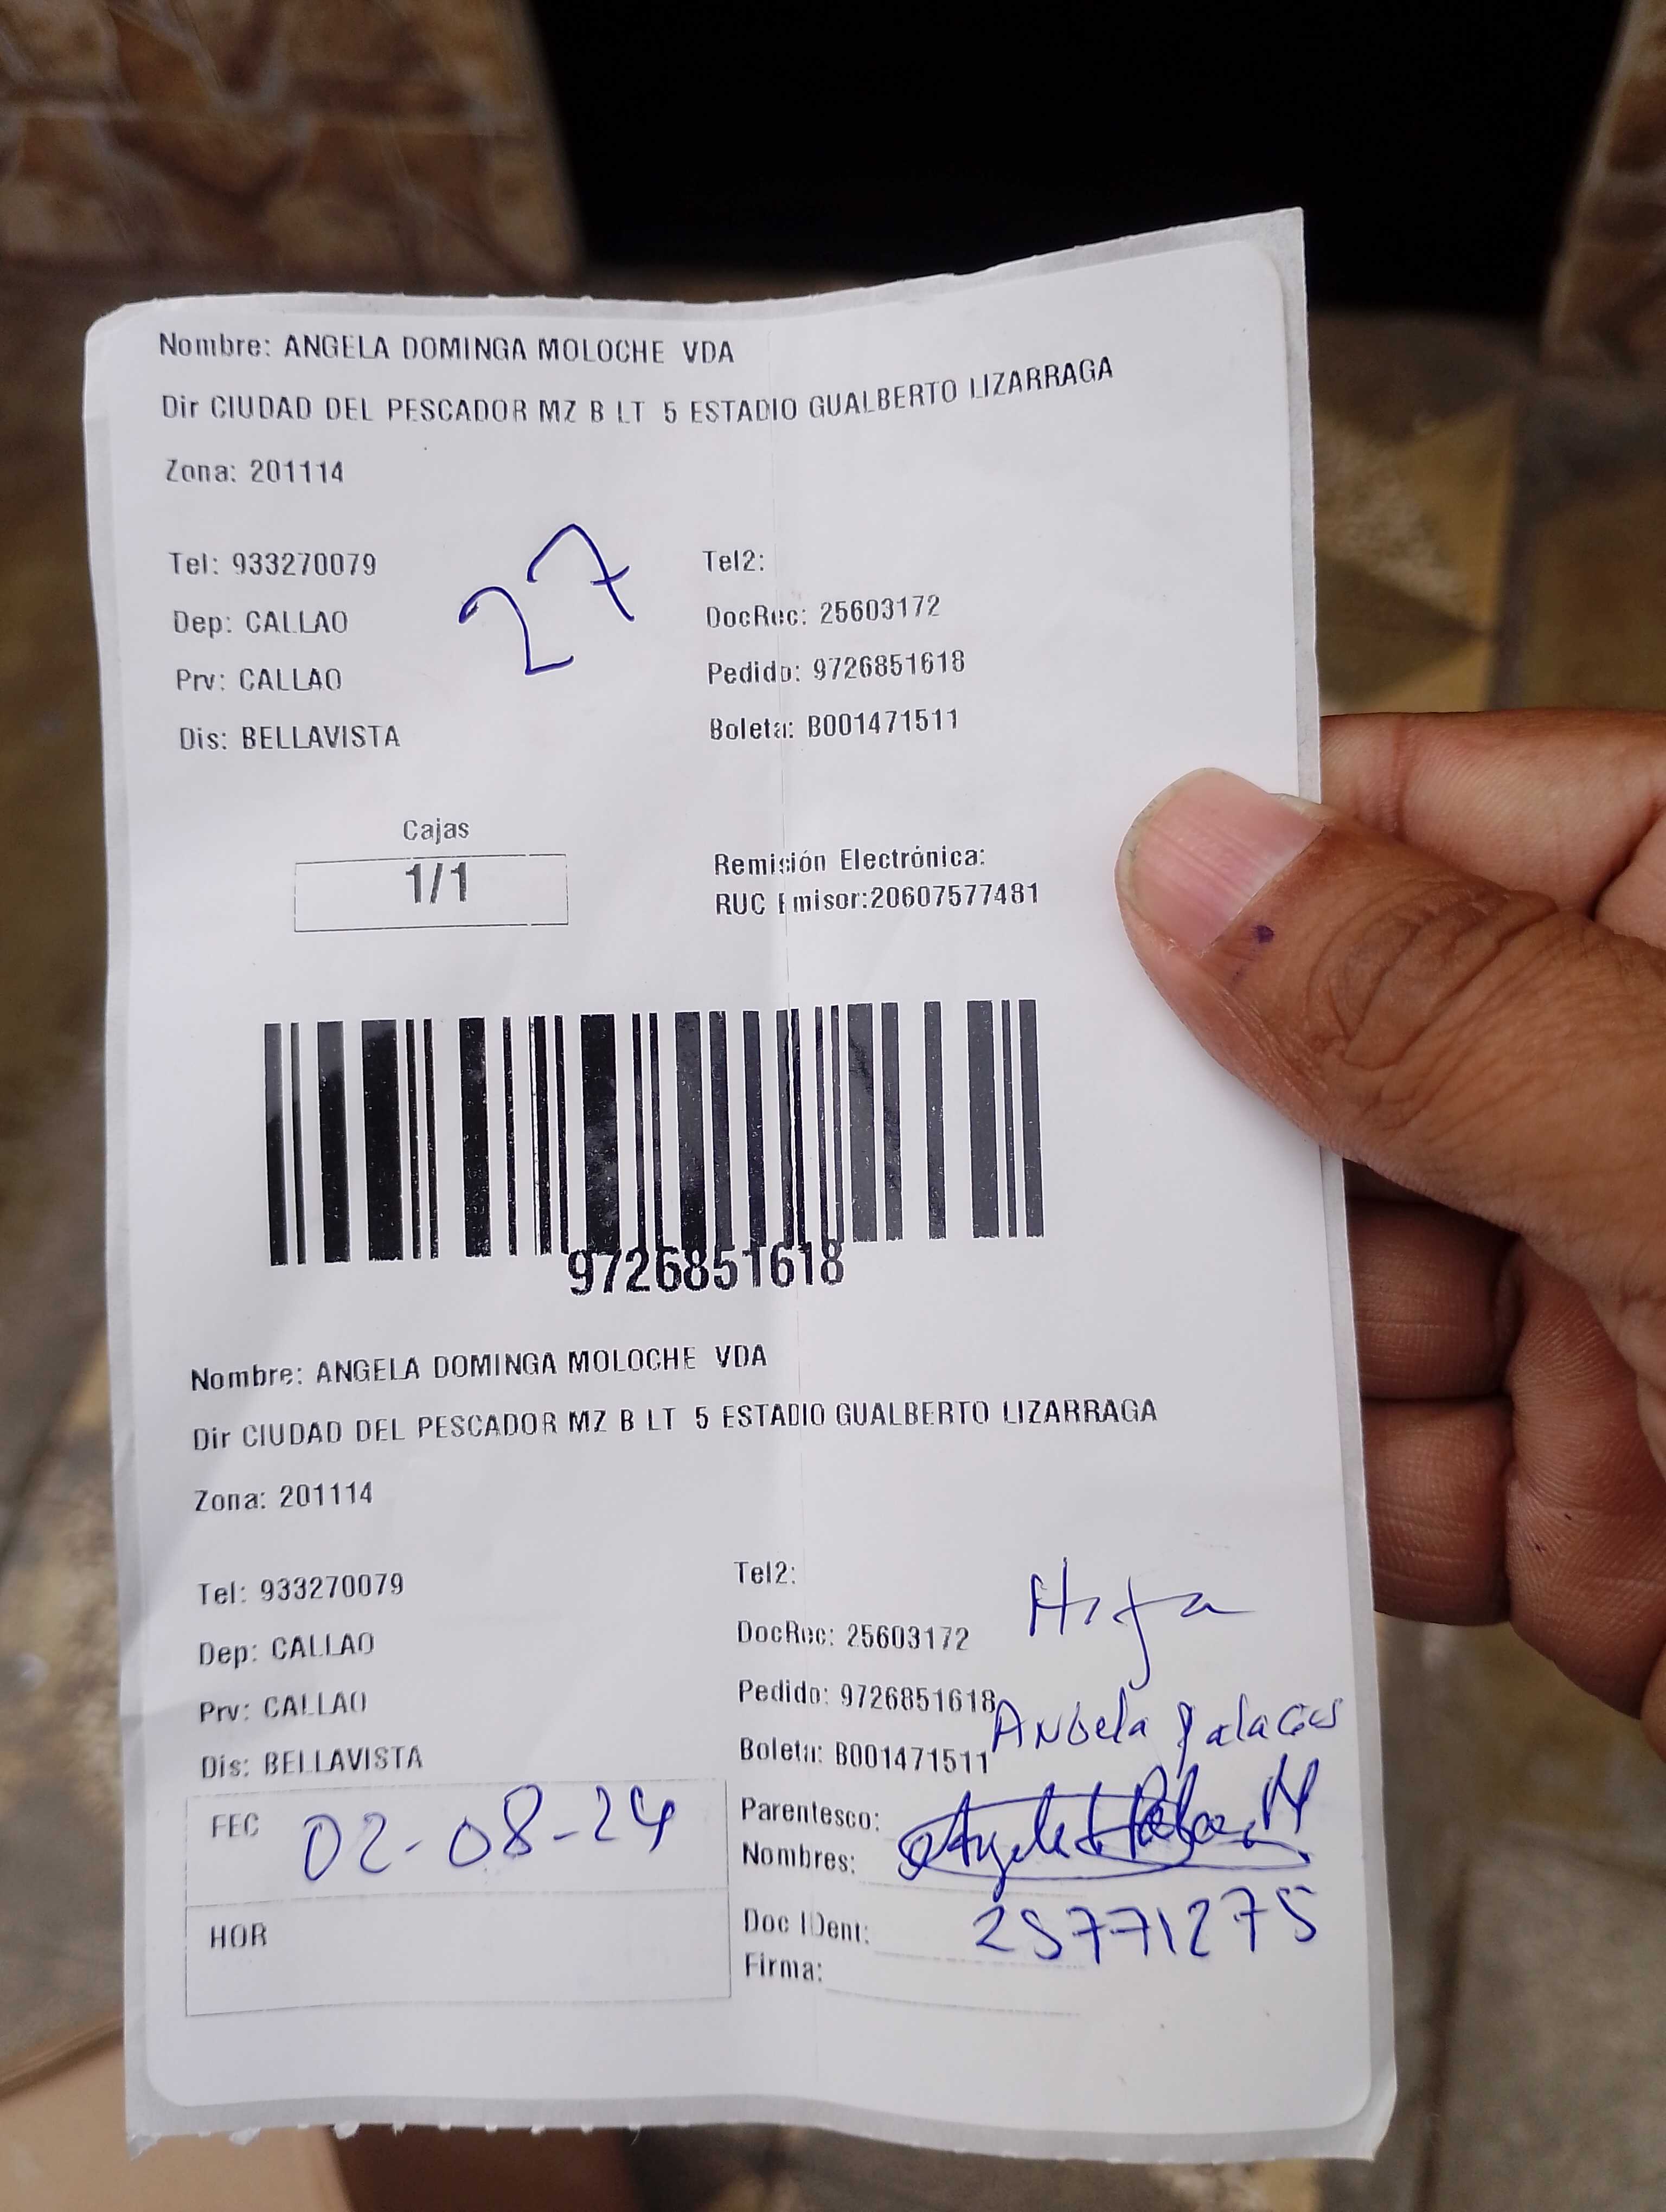 Nombre: ANGELA DOMINGA MOLOCHE VDA
Dir CIUDAD DEL PESCADOR MZ B LT 5 ESTADIO GUALBERTO LIZARRAGA
Zona: 201114
27
Tel: 933270079 Tel2:
Dep: CALLAO DocRec: 25603172
Prv: CALLAO Pedido: 9726851618
Dis: BELLAVISTA Boleta: B001471511
Cajas
1/1
Remisión Electrónica:
RUC Emisor:20607577481
9726851618
Nombre: ANGELA DOMINGA MOLOCHE VDA
Dir CIUDAD DEL PESCADOR MZ B LT 5 ESTADIO GUALBERTO LIZARRAGA
Zona: 201114
Tel: 933270079 Tel2:
Hija
Dep: CALLAO DocRec: 25603172
Prv: CALLAO Pedido: 9726851618
Angela Palacios
Dis: BELLAVISTA Boleta: B001471511
FEC 02-08-24
Parentesco:
Nombres:
HOR
Doc IDent: 25771275
Firma: